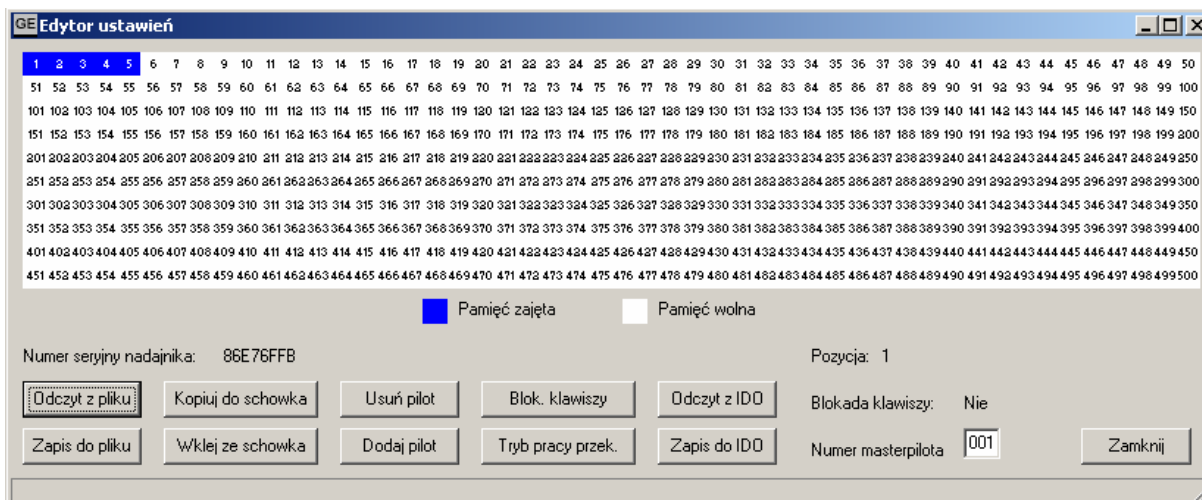 GE Edytor ustawień
1 2 3 4 5 6 7 8 9 10 11 12 13 14 15 16 17 18 19 20 21 22 23 24 25 26 27 28 29 30 31 32 33 34 35 36 37 38 39 40 41 42 43 44 45 46 47 48 49 50
51 52 53 54 55 56 57 58 59 60 61 62 63 64 65 66 67 68 69 70 71 72 73 74 75 76 77 78 79 80 81 82 83 84 85 86 87 88 89 90 91 92 93 94 95 96 97 98 99 100
101 102 103 104 105 106 107 108 109 110 111 112 113 114 115 116 117 118 119 120 121 122 123 124 125 126 127 128 129 130 131 132 133 134 135 136 137 138 139 140 141 142 143 144 145 146 147 148 149 150
151 152 153 154 155 156 157 158 159 160 161 162 163 164 165 166 167 168 169 170 171 172 173 174 175 176 177 178 179 180 181 182 183 184 185 186 187 188 189 190 191 192 193 194 195 196 197 198 199 200
201 202 203 204 205 206 207 208 209 210 211 212 213 214 215 216 217 218 219 220 221 222 223 224 225 226 227 228 229 230 231 232 233 234 235 236 237 238 239 240 241 242 243 244 245 246 247 248 249 250
251 252 253 254 255 256 257 258 259 260 261 262 263 264 265 266 267 268 269 270 271 272 273 274 275 276 277 278 279 280 281 282 283 284 285 286 287 288 289 290 291 292 293 294 295 296 297 298 299 300
301 302 303 304 305 306 307 308 309 310 311 312 313 314 315 316 317 318 319 320 321 322 323 324 325 326 327 328 329 330 331 332 333 334 335 336 337 338 339 340 341 342 343 344 345 346 347 348 349 350
351 352 353 354 355 356 357 358 359 360 361 362 363 364 365 366 367 368 369 370 371 372 373 374 375 376 377 378 379 380 381 382 383 384 385 386 387 388 389 390 391 392 393 394 395 396 397 398 399 400
401 402 403 404 405 406 407 408 409 410 411 412 413 414 415 416 417 418 419 420 421 422 423 424 425 426 427 428 429 430 431 432 433 434 435 436 437 438 439 440 441 442 443 444 445 446 447 448 449 450
451 452 453 454 455 456 457 458 459 460 461 462 463 464 465 466 467 468 469 470 471 472 473 474 475 476 477 478 479 480 481 482 483 484 485 486 487 488 489 490 491 492 493 494 495 496 497 498 499 500
Pamięć zajęta Pamięć wolna
Numer seryjny nadajnika: 86E76FFB Pozycja: 1
Odczyt z pliku Kopiuj do schowka Usuń pilot Blok. klawiszy Odczyt z IDO Blokada klawiszy: Nie
Zapis do pliku Wklej ze schowka Dodaj pilot Tryb pracy przek. Zapis do IDO Numer masterpilota 001 Zamknij